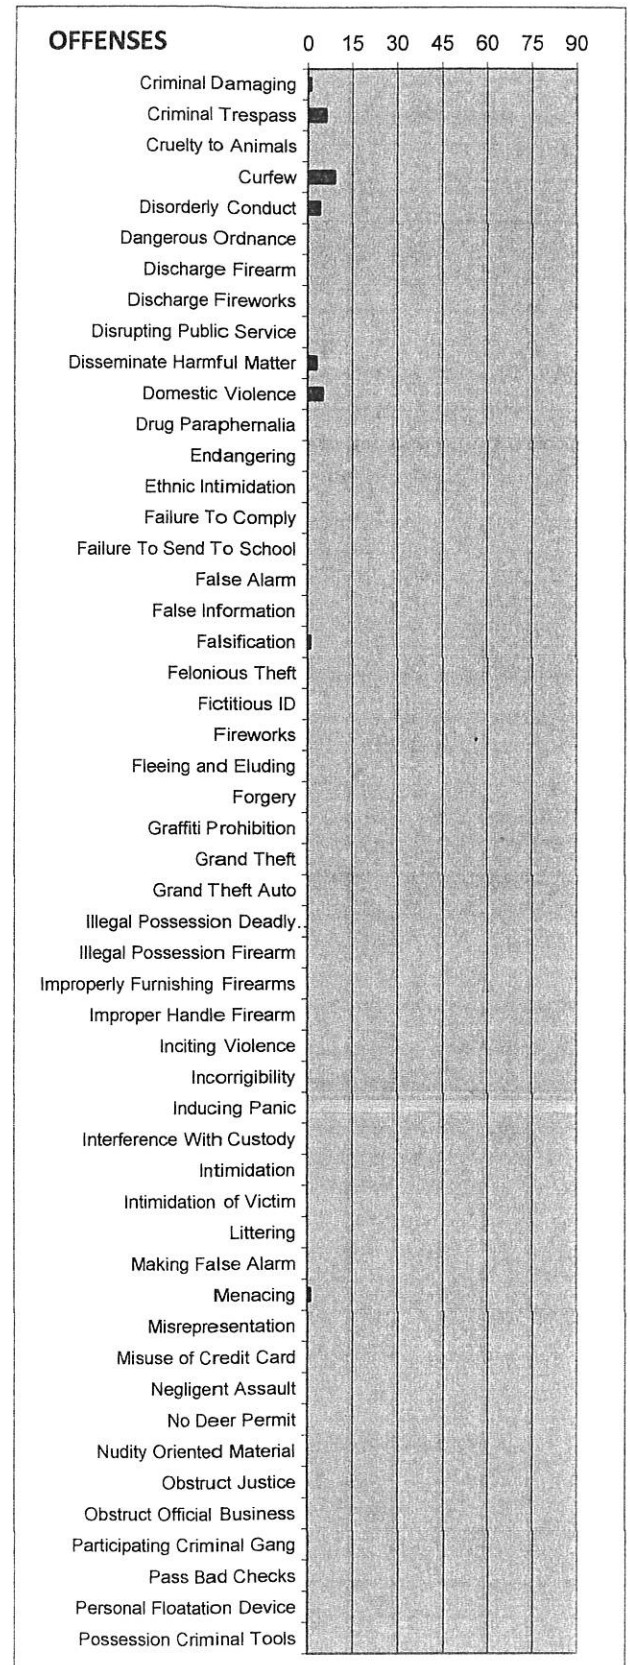 OFFENSES 0 15 30 45 60 75 90
Criminal Damaging
Criminal Trespass
Cruelty to Animals
Curfew
Disorderly Conduct
Dangerous Ordnance
Discharge Firearm
Discharge Fireworks
Disrupting Public Service
Disseminate Harmful Matter
Domestic Violence
Drug Paraphernalia
Endangering
Ethnic Intimidation
Failure To Comply
Failure To Send To School
False Alarm
False Information
Falsification
Felonious Theft
Fictitious ID
Fireworks
Fleeing and Eluding
Forgery
Graffiti Prohibition
Grand Theft
Grand Theft Auto
Illegal Possession Deadly..
Illegal Possession Firearm
Improperly Furnishing Firearms
Improper Handle Firearm
Inciting Violence
Incorrigibility
Inducing Panic
Interference With Custody
Intimidation
Intimidation of Victim
Littering
Making False Alarm
Menacing
Misrepresentation
Misuse of Credit Card
Negligent Assault
No Deer Permit
Nudity Oriented Material
Obstruct Justice
Obstruct Official Business
Participating Criminal Gang
Pass Bad Checks
Personal Floatation Device
Possession Criminal Tools